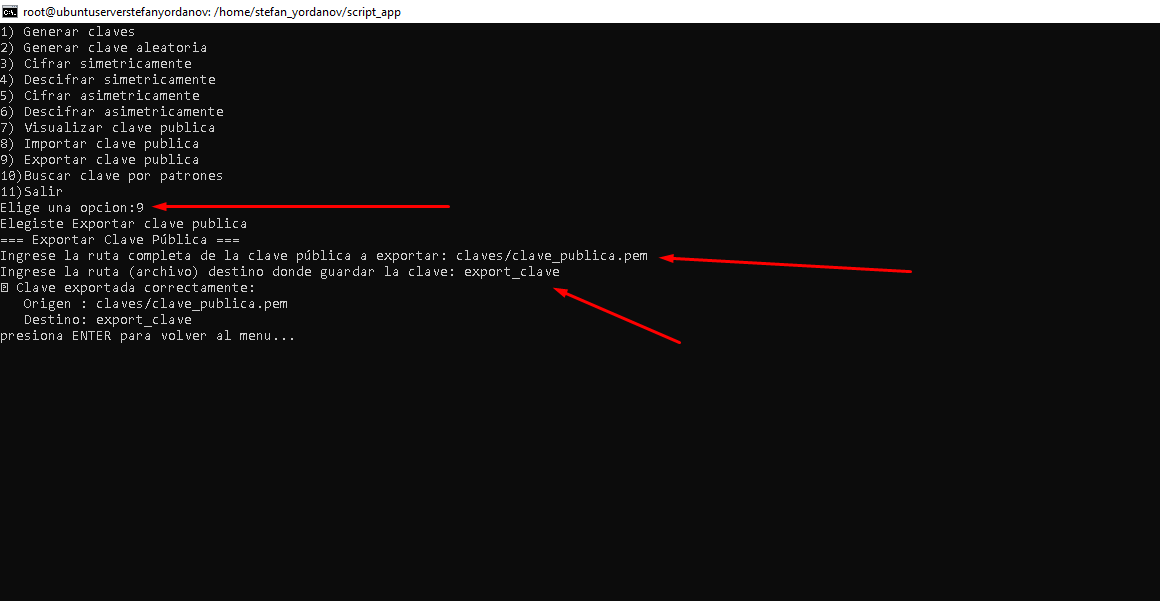 root@ubuntuserverstefanyordanov: /home/stefan_yordanov/script_app
1) Generar claves
2) Generar clave aleatoria
3) Cifrar simetricamente
4) Descifrar simetricamente
5) Cifrar asimetricamente
6) Descifrar asimetricamente
7) Visualizar clave publica
8) Importar clave publica
9) Exportar clave publica
10)Buscar clave por patrones
11)Salir
Elige una opcion:9
Elegiste Exportar clave publica
=== Exportar Clave Pública ===
Ingrese la ruta completa de la clave pública a exportar: claves/clave_publica.pem
Ingrese la ruta (archivo) destino donde guardar la clave: export_clave
Clave exportada correctamente:
Origen : claves/clave_publica.pem
Destino: export_clave
presiona ENTER para volver al menu...